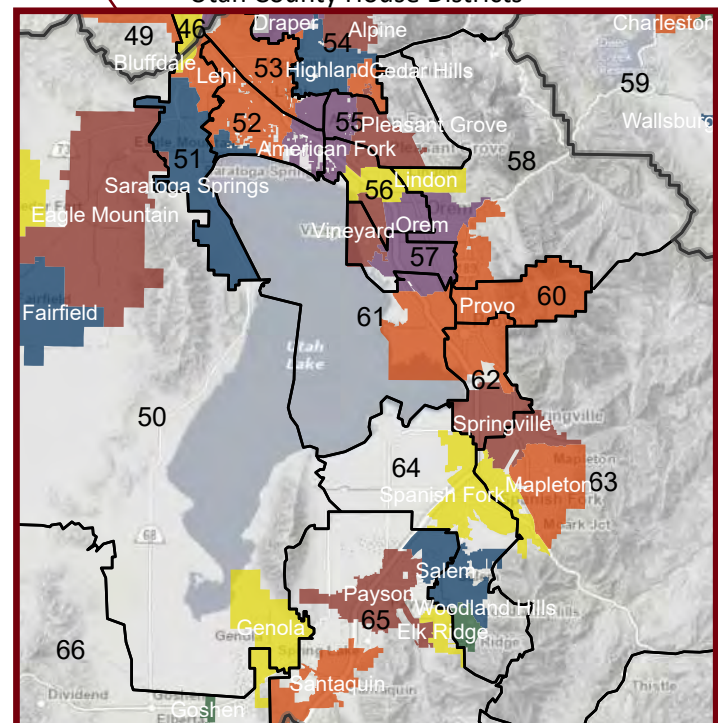 Utah County House Districts
49
46
Draper
54
Alpine
Charleston
Bluffdale
Lehi
53
Highland
Cedar Hills
59
52
55
Pleasant Grove
Wallsburg
American Fork
51
58
Saratoga Springs
56
Lindon
Eagle Mountain
Vineyard
Orem
57
Fairfield
61
Provo
60
Utah
Lake
62
50
Springville
64
Mapleton
63
Spanish Fork
68
Salem
Payson
Woodland Hills
65
Elk Ridge
Genola
66
Santaquin
Thistle
Dividend
Goshen